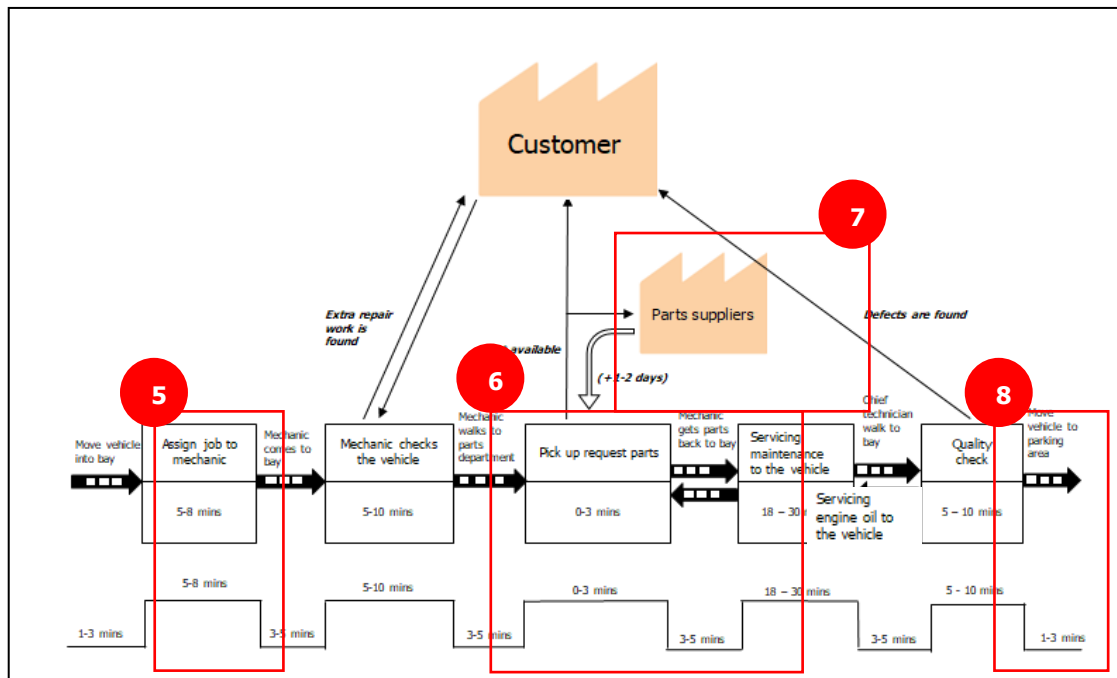 Customer
7
Parts suppliers
Extra repair
work is
found
Defects are found
available
(+1-2 days)
5
6
8
Move vehicle
into bay
Assign job to
mechanic
Mechanic
comes to
bay
Mechanic checks
the vehicle
Mechanic
walks to
parts
department
Pick up request parts
Mechanic
gets parts
back to bay
Servicing
maintenance
to the vehicle
Chief
technician
walk to
bay
Quality
check
Move
vehicle to
parking
area
5-8 mins
5-10 mins
0-3 mins
18 – 30
Servicing
engine oil to
the vehicle
5 – 10 mins
5-8 mins
5-10 mins
0-3 mins
18 – 30 mins
5 - 10 mins
1-3 mins
3-5 mins
3-5 mins
3-5 mins
3-5 mins
1-3 mins